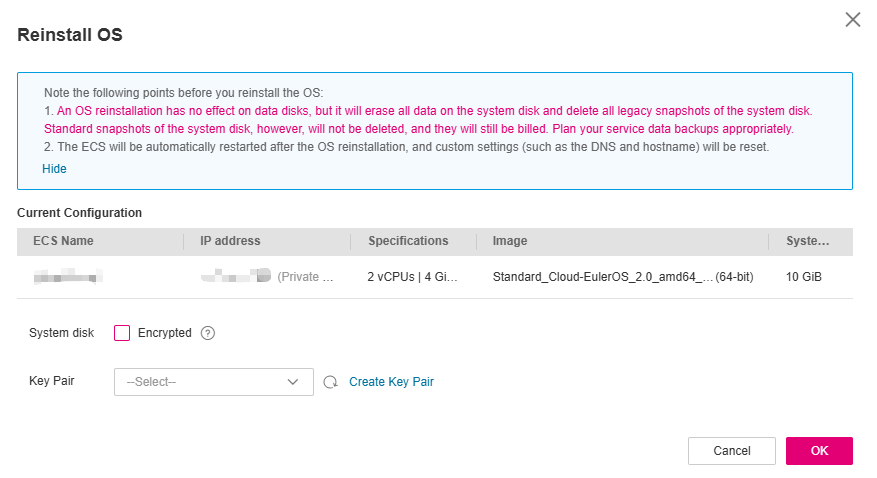 Reinstall OS
Note the following points before you reinstall the OS:
1. An OS reinstallation has no effect on data disks, but it will erase all data on the system disk and delete all legacy snapshots of the system disk.
Standard snapshots of the system disk, however, will not be deleted, and they will still be billed. Plan your service data backups appropriately.
2. The ECS will be automatically restarted after the OS reinstallation, and custom settings (such as the DNS and hostname) will be reset.
Hide
Current Configuration
ECS Name IP address Specifications Image Syste...
(Private ... 2 vCPUs | 4 Gi... Standard_Cloud-EulerOS_2.0_amd64_... (64-bit) 10 GiB
System disk Encrypted ?
Key Pair --Select-- Create Key Pair
Cancel OK